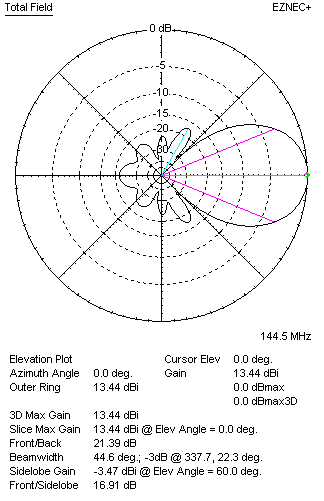 Total Field EZNEC+
0 dB
-5
-10
-15
-20
-30
144.5 MHz
Elevation Plot Cursor Elev 0.0 deg.
Azimuth Angle 0.0 deg. Gain 13.44 dBi
Outer Ring 13.44 dBi 0.0 dBmax
0.0 dBmax3D
3D Max Gain 13.44 dBi
Slice Max Gain 13.44 dBi @ Elev Angle = 0.0 deg.
Front/Back 21.39 dB
Beamwidth 44.6 deg.; -3dB @ 337.7, 22.3 deg.
Sidelobe Gain -3.47 dBi @ Elev Angle = 60.0 deg.
Front/Sidelobe 16.91 dB